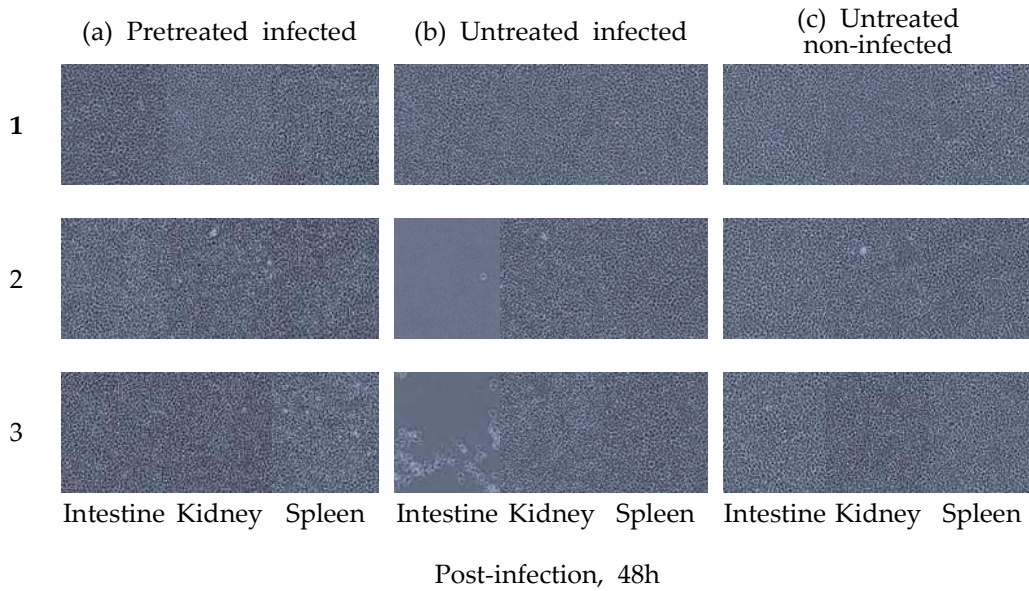 (a) Pretreated infected (b) Untreated infected (c) Untreated
non-infected
1
2
3
Intestine Kidney Spleen Intestine Kidney Spleen Intestine Kidney Spleen
Post-infection, 48h